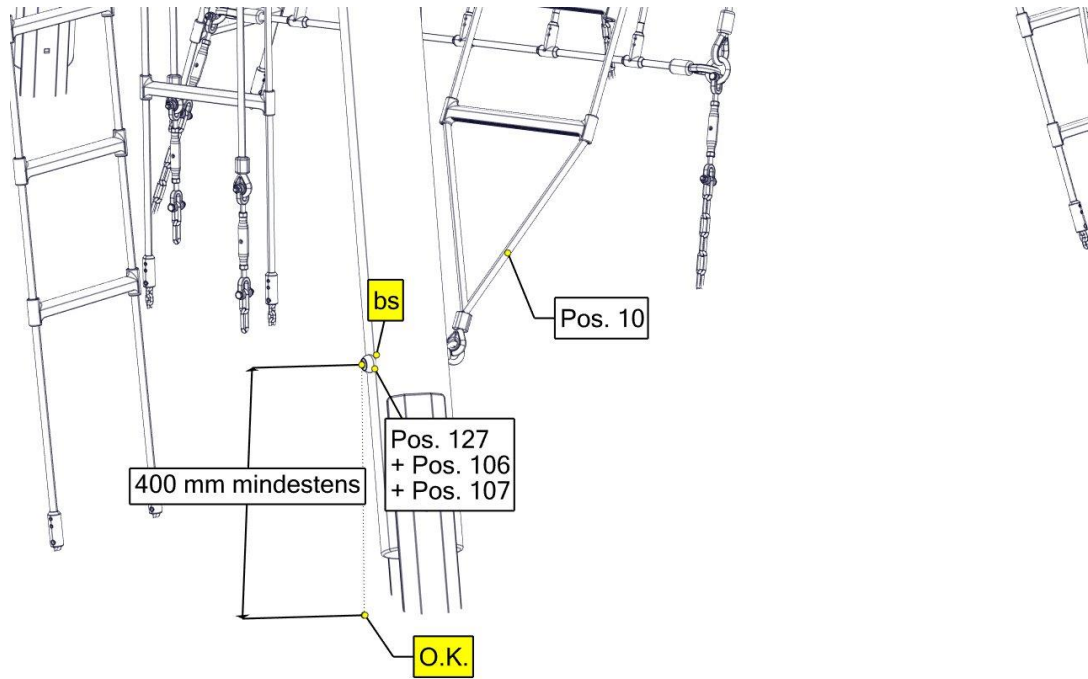 bs
Pos. 10
Pos. 127
+ Pos. 106
+ Pos. 107
400 mm mindestens
O.K.